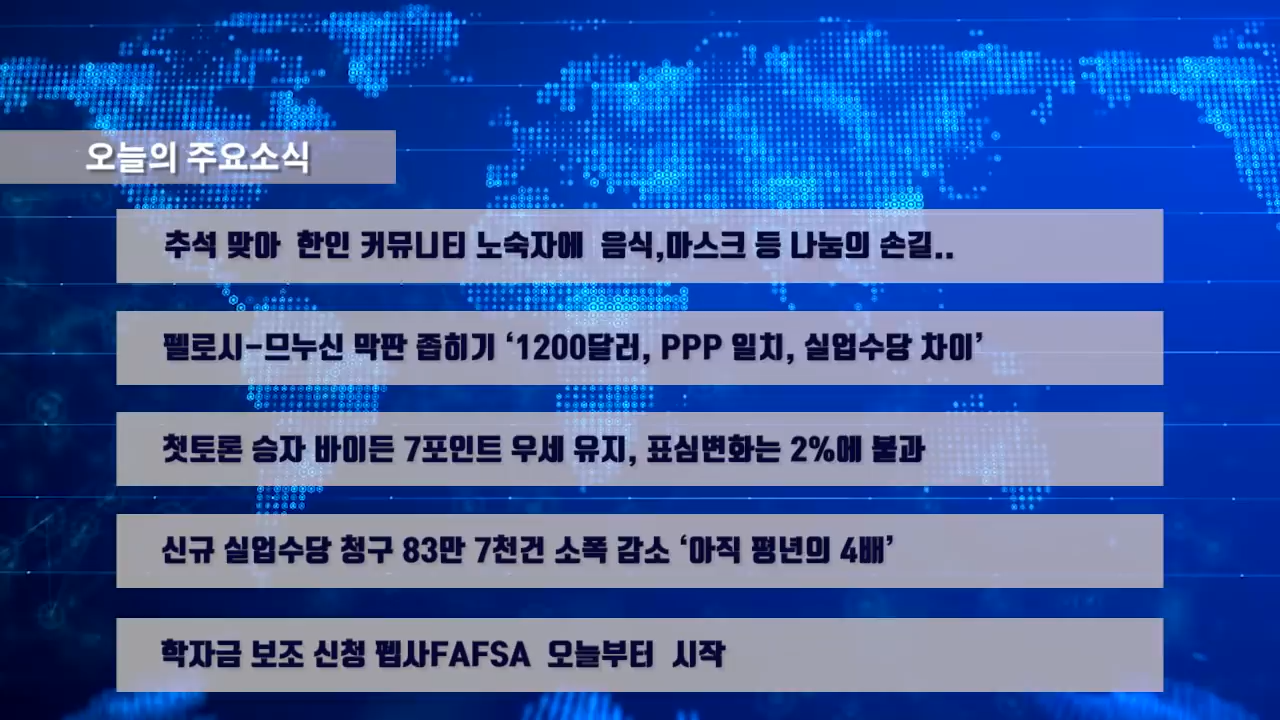 오늘의 주요소식
추석 맞아 한인 커뮤니티 노숙자에 음식,마스크 등 나눔의 손길..
펠로시-므누신 막판 좁히기 ‘1200달러, PPP 일치, 실업수당 차이’
첫토론 승자 바이든 7포인트 우세 유지, 표심변화는 2%에 불과
신규 실업수당 청구 83만 7천건 소폭 감소 ‘아직 평년의 4배’
학자금 보조 신청 펩사FAFSA 오늘부터 시작